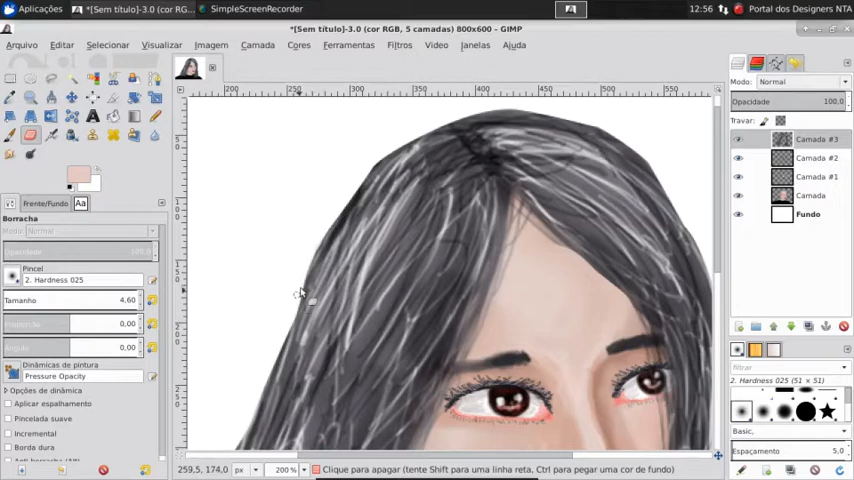 Aplicações
*[Sem título]-3.0 (cor RG...
SimpleScreenRecorder
12:56
Portal dos Designers NTA
*[Sem título]-3.0 (cor RGB, 5 camadas) 800x600 – GIMP
Arquivo Editar Selecionar Visualizar Imagem Camada Cores Ferramentas Filtros Video Janelas Ajuda
200 250 300 350 400 450 500 550
Modo: Normal
Opacidade 100,0
Travar:
Camada #3
Camada #2
Camada #1
Camada
Fundo
Frente/Fundo
Aa
Borracha
Modo: Normal
Opacidade 100,0
Pincel
2. Hardness 025
Tamanho 4,60
Proporção 0,00
Ângulo 0,00
Dinâmicas de pintura
Pressure Opacity
Opções de dinâmica
Aplicar espalhamento
Pincelada suave
Incremental
Borda dura
filtrar
2. Hardness 025 (51 × 51)
Basic,
Espaçamento 5,0
259,5, 174,0 px 200% Clique para apagar (tente Shift para uma linha reta, Ctrl para pegar uma cor de fundo)